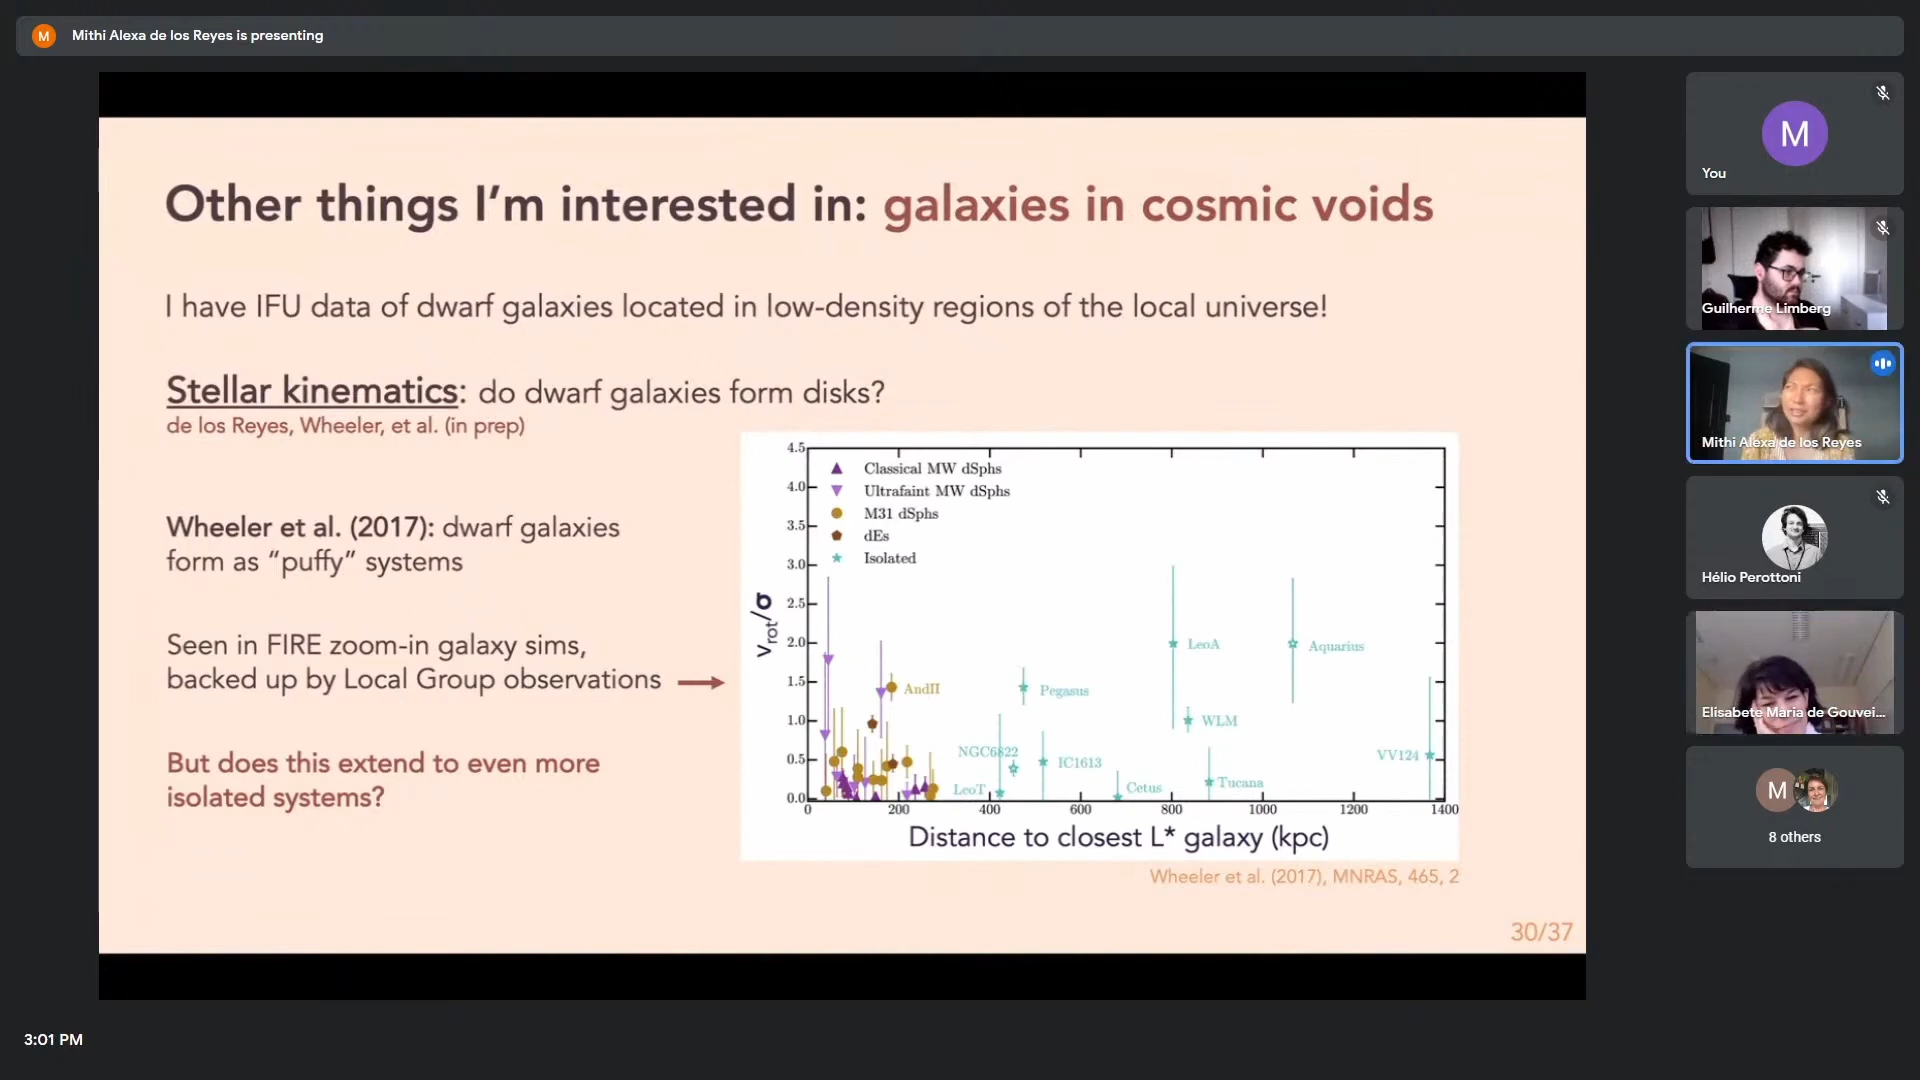 M Mithi Alexa de los Reyes is presenting
Other things I'm interested in: galaxies in cosmic voids
I have IFU data of dwarf galaxies located in low-density regions of the local universe!
Stellar kinematics: do dwarf galaxies form disks?
de los Reyes, Wheeler, et al. (in prep)
Wheeler et al. (2017): dwarf galaxies
form as “puffy” systems
Seen in FIRE zoom-in galaxy sims,
backed up by Local Group observations
But does this extend to even more
isolated systems?
4.5
4.0
3.5
3.0
2.5
2.0
1.5
1.0
0.5
0.0
vrot/σ
Classical MW dSphs
Ultrafaint MW dSphs
M31 dSphs
dEs
Isolated
LeoA
Aquarius
AndII
Pegasus
WLM
NGC6822
IC1613
VV124
LeoT
Cetus
Tucana
0 200 400 600 800 1000 1200 1400
Distance to closest L* galaxy (kpc)
Wheeler et al. (2017), MNRAS, 465, 2
30/37
M
You
Guilherme Limberg
Mithi Alexa de los Reyes
Hélio Perottoni
Elisabete Maria de Gouvei...
M
8 others
3:01 PM